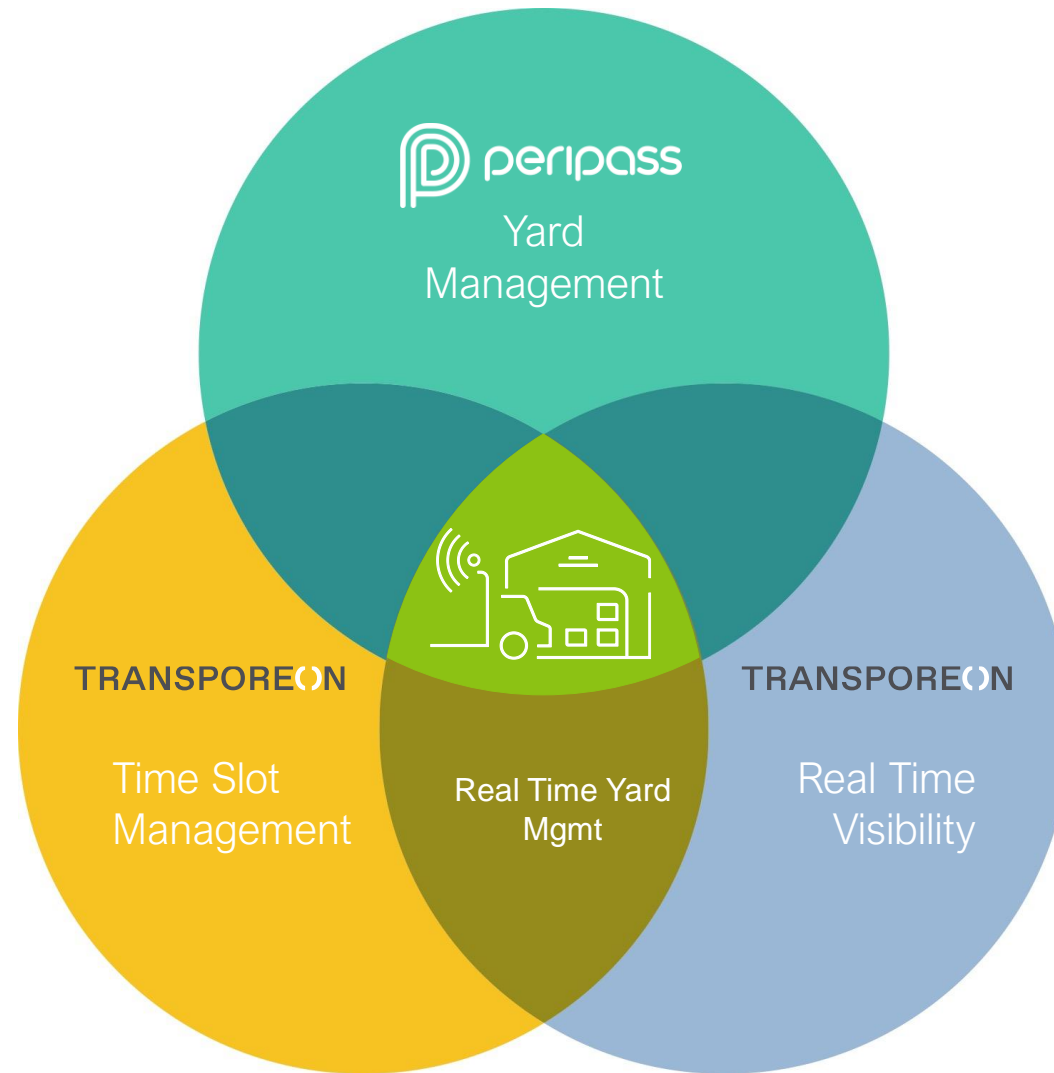 peripass
Yard
Management
TRANSPOREON
Time Slot
Management
Real Time Yard
Mgmt
TRANSPOREON
Real Time
Visibility